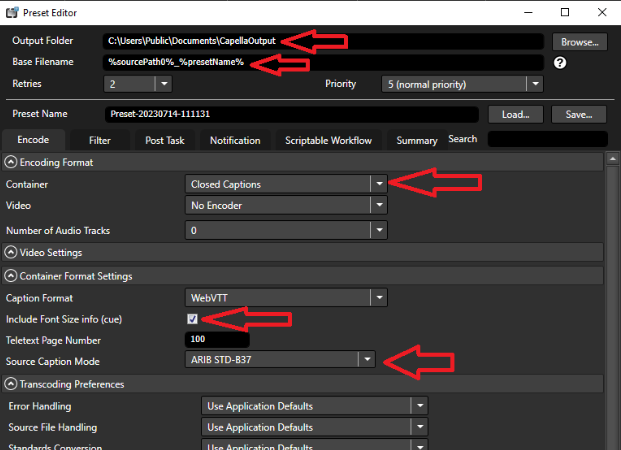 Preset Editor
Output Folder C:\Users\Public\Documents\CapellaOutput Browse...
Base Filename %sourcePath0%_%presetName% ?
Retries 2 Priority 5 (normal priority)
Preset Name Preset-20230714-111131 Load... Save...
Encode Filter Post Task Notification Scriptable Workflow Summary Search
Encoding Format
Container Closed Captions
Video No Encoder
Number of Audio Tracks 0
Video Settings
Container Format Settings
Caption Format WebVTT
Include Font Size info (cue)
Teletext Page Number 100
Source Caption Mode ARIB STD-B37
Transcoding Preferences
Error Handling Use Application Defaults
Source File Handling Use Application Defaults
Standards Conversion Use Application Defaults